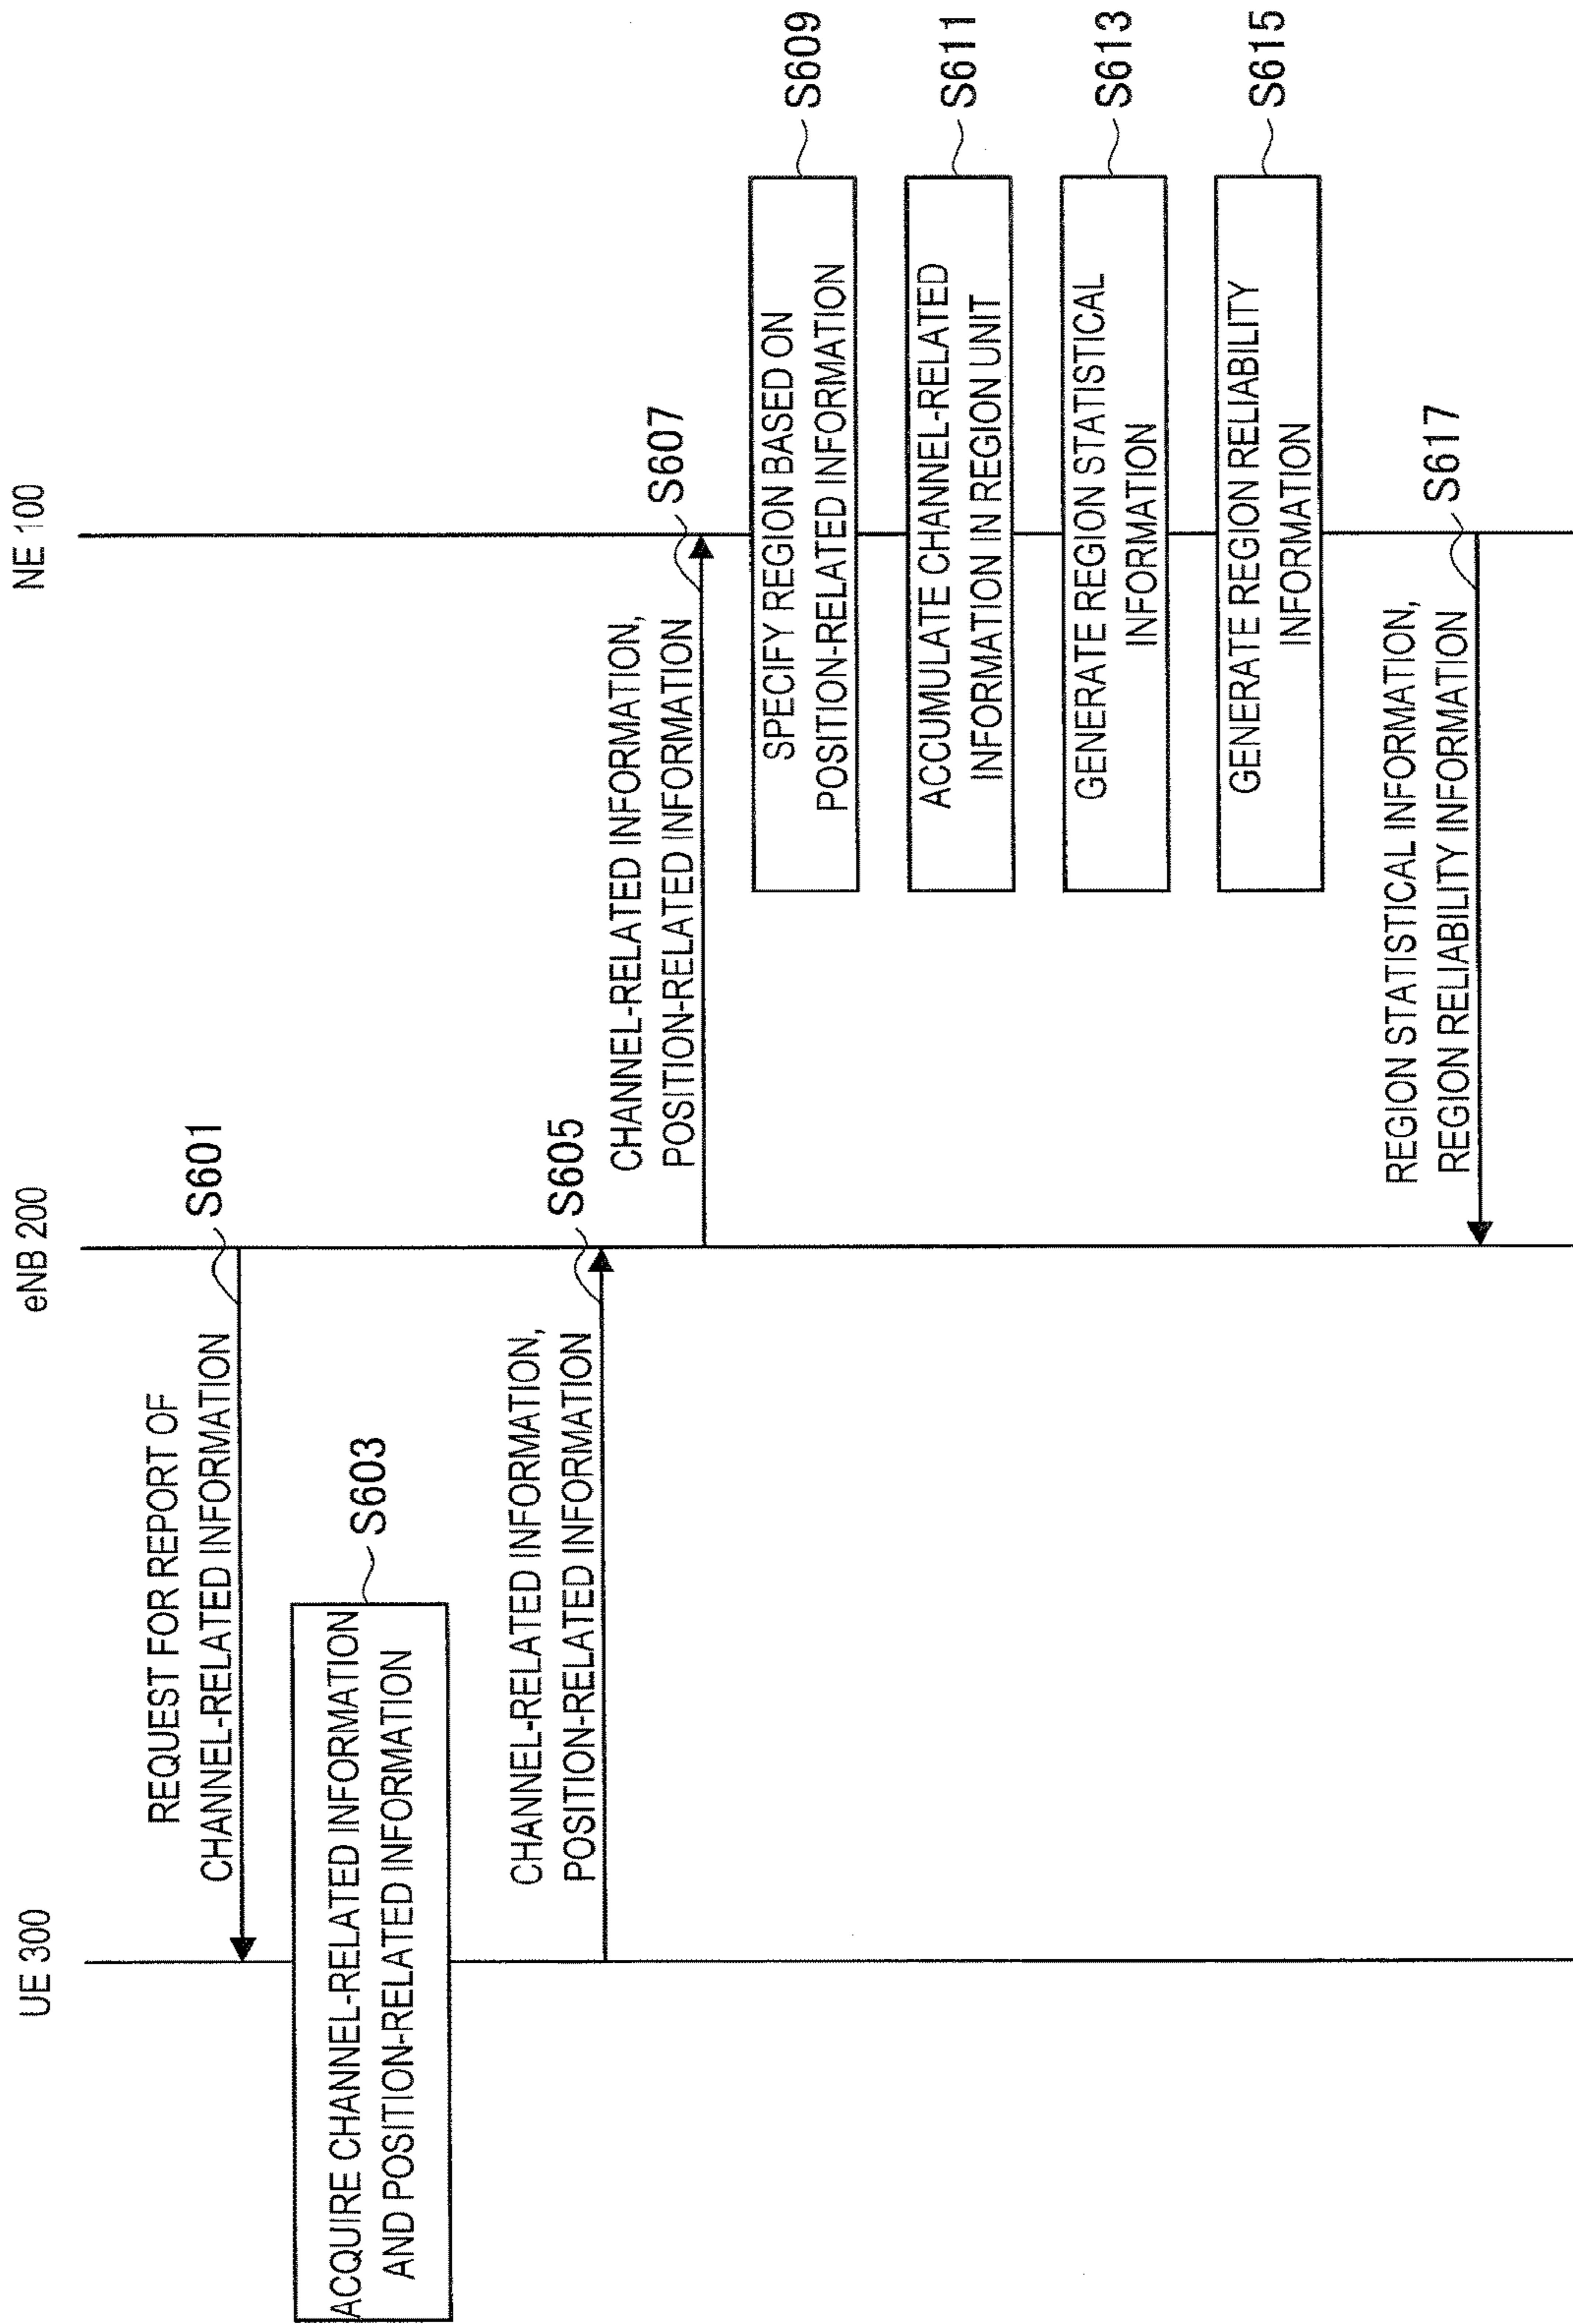 UE 300
eNB 200
NE 100
REQUEST FOR REPORT OF
CHANNEL-RELATED INFORMATION
S601
ACQUIRE CHANNEL-RELATED INFORMATION
AND POSITION-RELATED INFORMATION
S603
CHANNEL-RELATED INFORMATION,
POSITION-RELATED INFORMATION
S605
CHANNEL-RELATED INFORMATION,
POSITION-RELATED INFORMATION
S607
SPECIFY REGION BASED ON
POSITION-RELATED INFORMATION
S609
ACCUMULATE CHANNEL-RELATED
INFORMATION IN REGION UNIT
S611
GENERATE REGION STATISTICAL
INFORMATION
S613
GENERATE REGION RELIABILITY
INFORMATION
S615
REGION STATISTICAL INFORMATION,
REGION RELIABILITY INFORMATION
S617